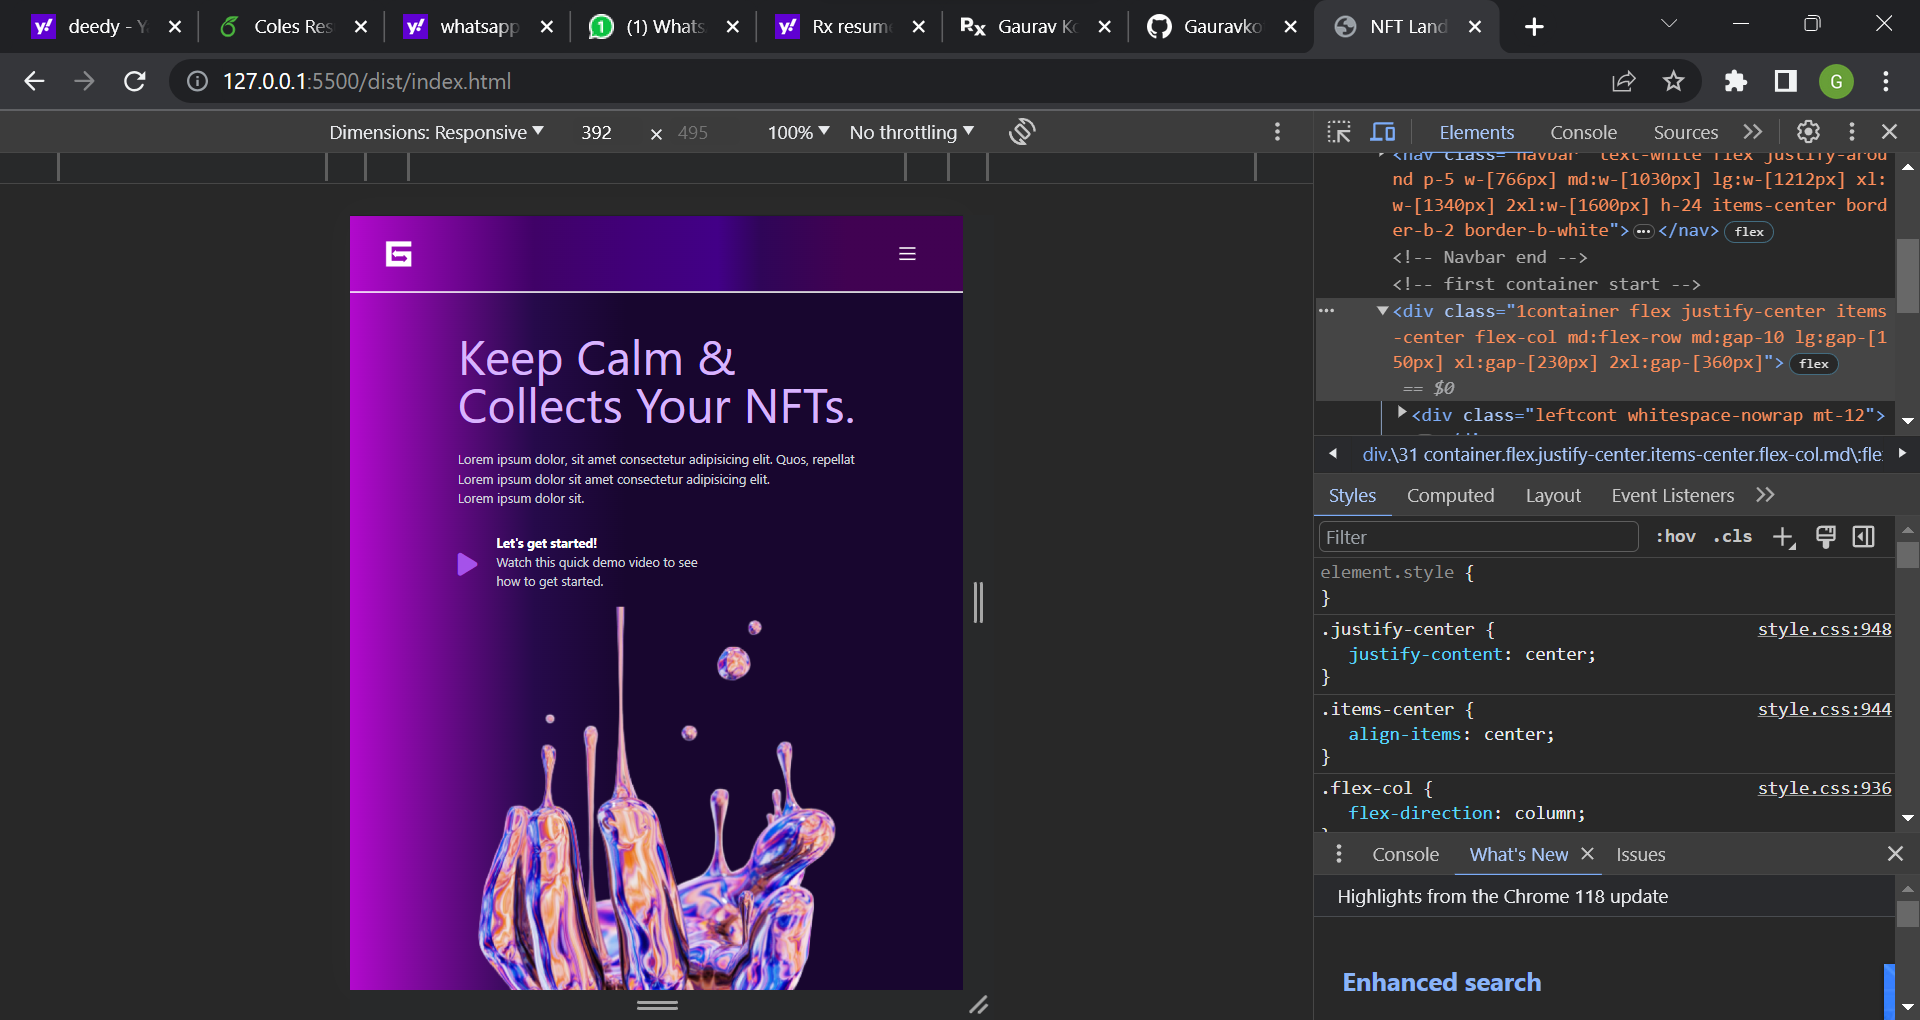 deedy - Y
Coles Res
whatsapp
(1) Whats
Rx resum
Rx
Gaurav K
Gauravko
NFT Land
127.0.0.1:5500/dist/index.html
G
Dimensions: Responsive
392 × 495
100%
No throttling
Elements
Console
Sources
<nav class="navbar text-white flex justify-arou
nd p-5 w-[766px] md:w-[1030px] lg:w-[1212px] xl:
w-[1340px] 2xl:w-[1600px] h-24 items-center bord
er-b-2 border-b-white"> </nav> flex
<!-- Navbar end -->
<!-- first container start -->
<div class="1container flex justify-center items
-center flex-col md:flex-row md:gap-10 lg:gap-[1
50px] xl:gap-[230px] 2xl:gap-[360px]"> flex
== $0
<div class="leftcont whitespace-nowrap mt-12">
div.\31 container.flex.justify-center.items-center.flex-col.md\:fle
Styles
Computed
Layout
Event Listeners
Filter
:hov
.cls
element.style {
}
.justify-center {
style.css:948
justify-content: center;
}
.items-center {
style.css:944
align-items: center;
}
.flex-col {
style.css:936
flex-direction: column;
Console
What's New
Issues
Highlights from the Chrome 118 update
Enhanced search
Keep Calm &
Collects Your NFTs.
Lorem ipsum dolor, sit amet consectetur adipisicing elit. Quos, repellat
Lorem ipsum dolor sit amet consectetur adipisicing elit.
Lorem ipsum dolor sit.
Let's get started!
Watch this quick demo video to see
how to get started.